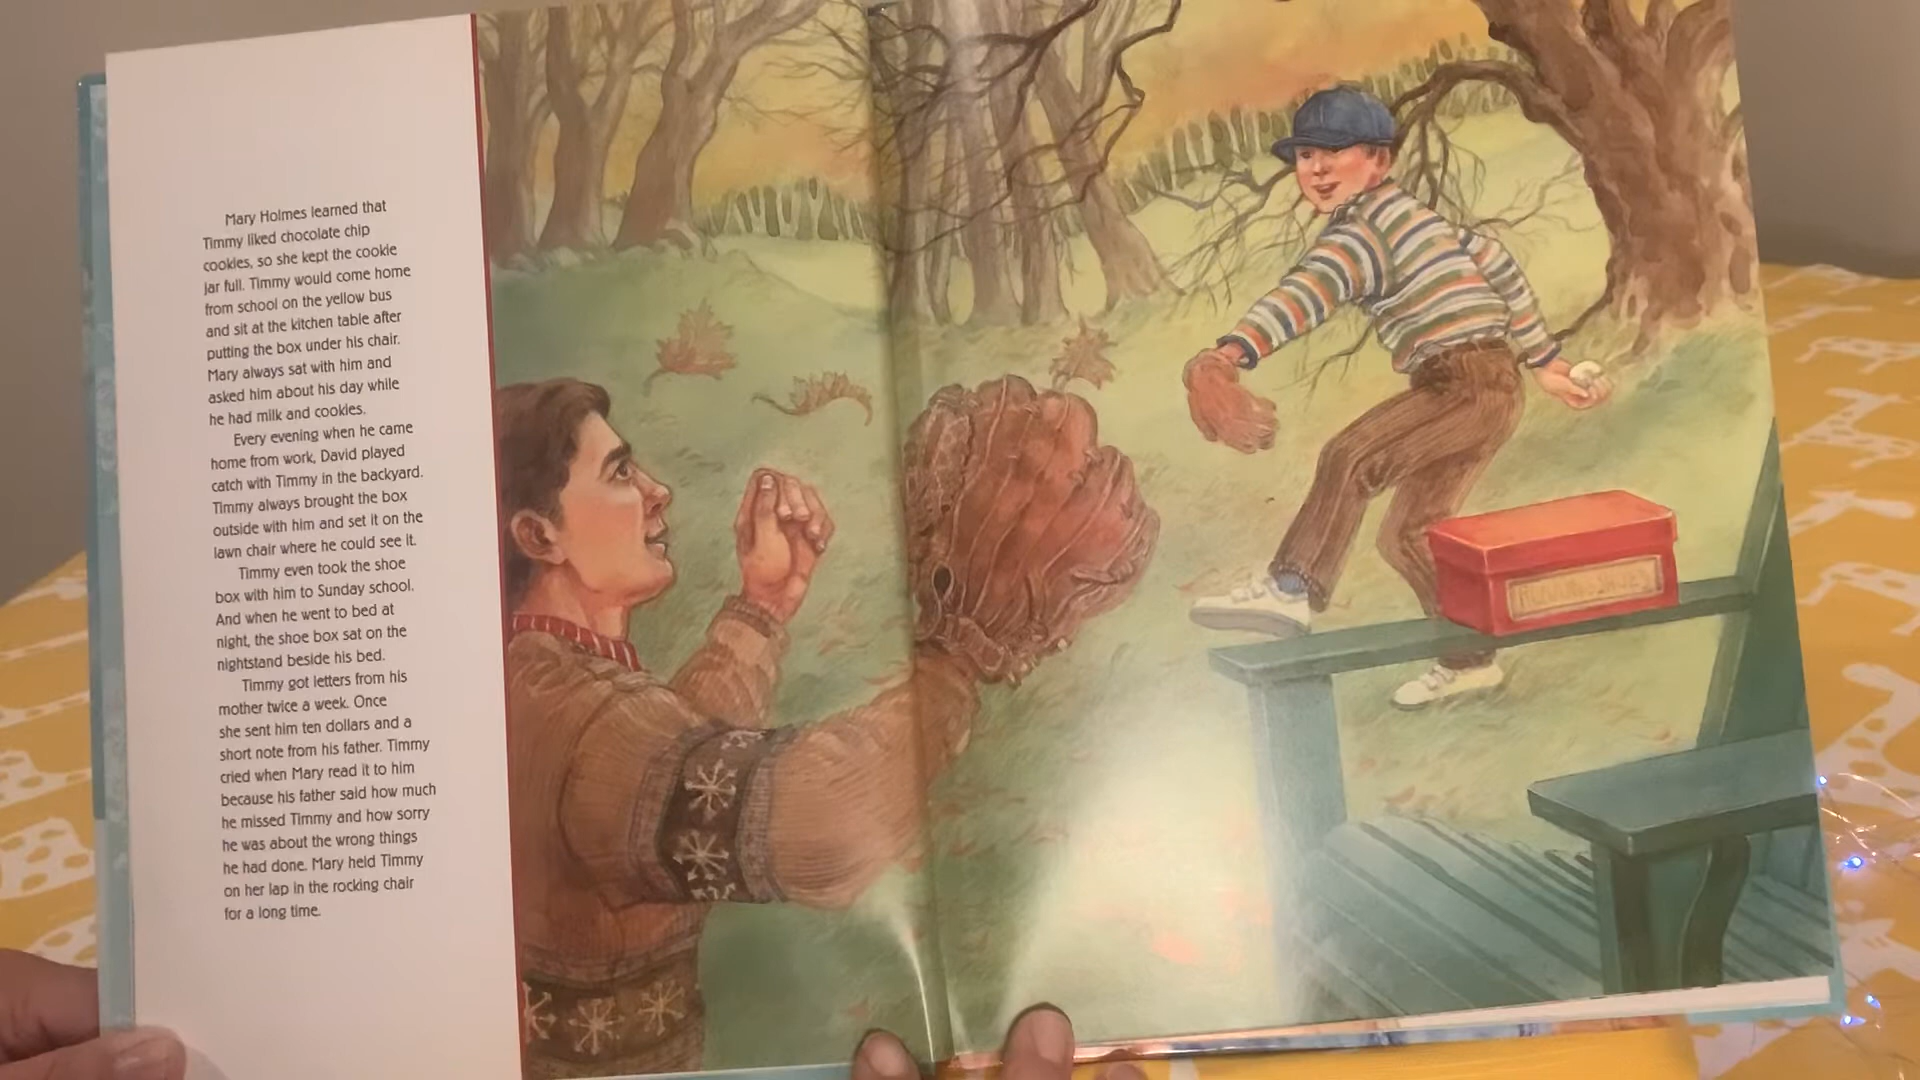 Mary Holmes learned that
Timmy liked chocolate chip
cookies, so she kept the cookie
jar full. Timmy would come home
from school on the yellow bus
and sit at the kitchen table after
putting the box under his chair.
Mary always sat with him and
asked him about his day while
he had milk and cookies.
Every evening when he came
home from work, David played
catch with Timmy in the backyard.
Timmy always brought the box
outside with him and set it on the
lawn chair where he could see it.
Timmy even took the shoe
box with him to Sunday school.
And when he went to bed at
night, the shoe box sat on the
nightstand beside his bed.
Timmy got letters from his
mother twice a week. Once
she sent him ten dollars and a
short note from his father. Timmy
cried when Mary read it to him
because his father said how much
he missed Timmy and how sorry
he was about the wrong things
he had done. Mary held Timmy
on her lap in the rocking chair
for a long time.
SHOES